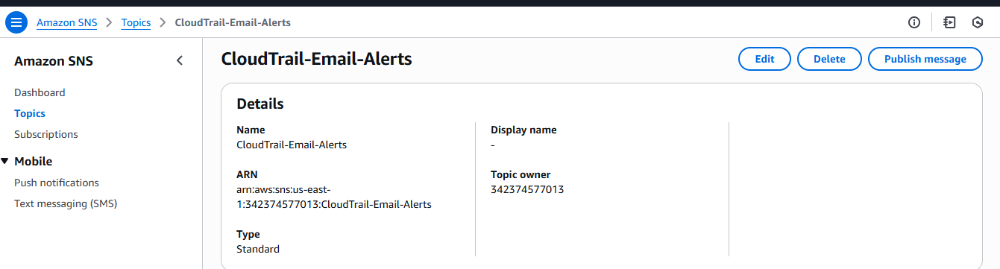 Amazon SNS > Topics > CloudTrail-Email-Alerts
Amazon SNS
Dashboard
Topics
Subscriptions
Mobile
Push notifications
Text messaging (SMS)
CloudTrail-Email-Alerts
Edit
Delete
Publish message
Details
Name
CloudTrail-Email-Alerts
ARN
arn:aws:sns:us-east-
1:342374577013:CloudTrail-Email-Alerts
Type
Standard
Display name
-
Topic owner
342374577013